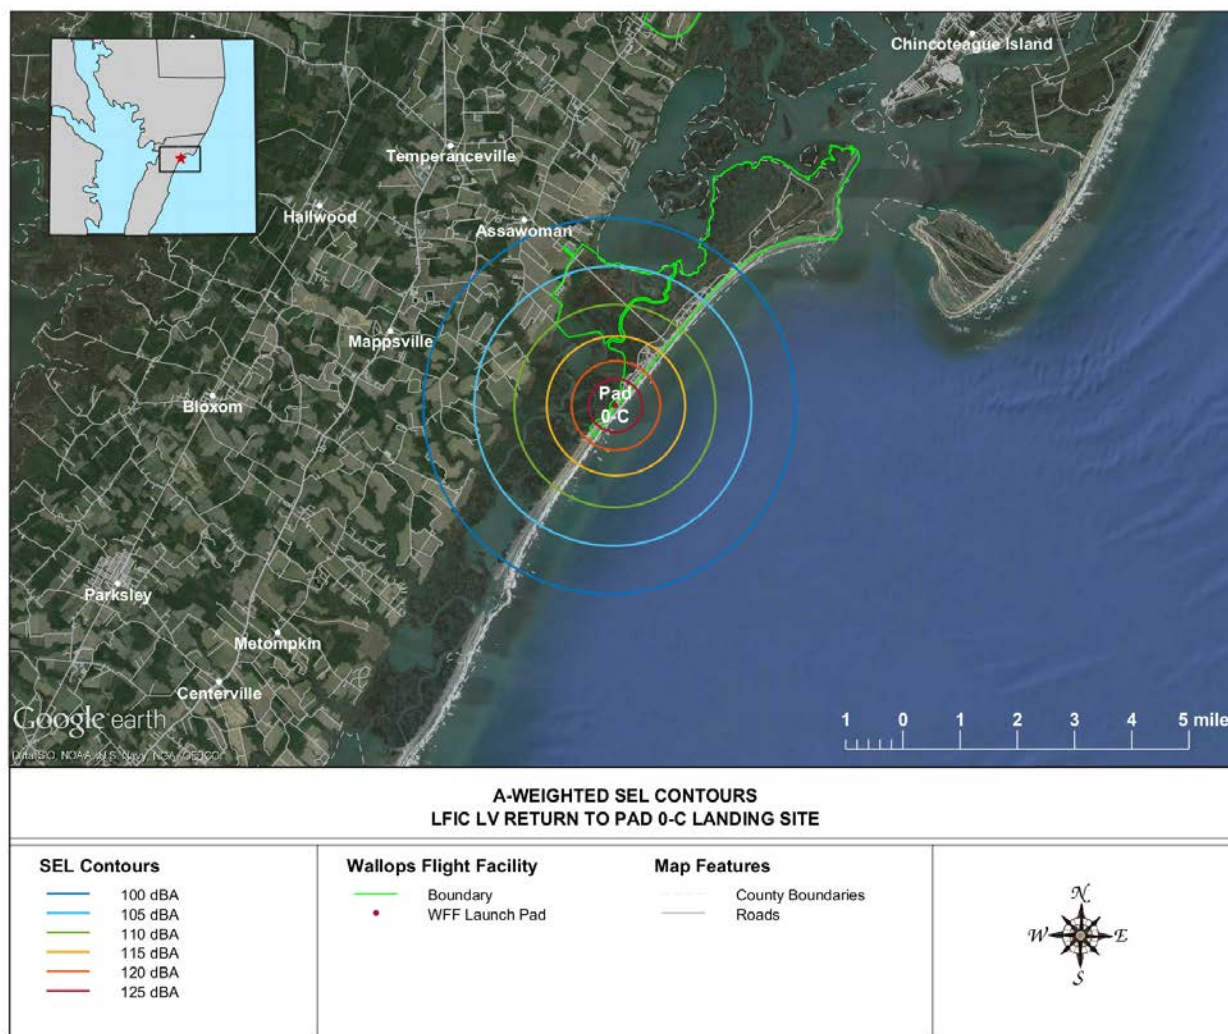 Chincoteague Island
Temperanceville
Hallwood
Assawoman
Mappsville
Pad
0-C
Bloxom
Parksley
Metompkin
Centerville
Google earth
1 0 1 2 3 4 5 mile
A-WEIGHTED SEL CONTOURS
LFIC LV RETURN TO PAD 0-C LANDING SITE
SEL Contours
100 dBA
105 dBA
110 dBA
115 dBA
120 dBA
125 dBA
Wallops Flight Facility
Boundary
WFF Launch Pad
Map Features
County Boundaries
Roads
N
W E
S